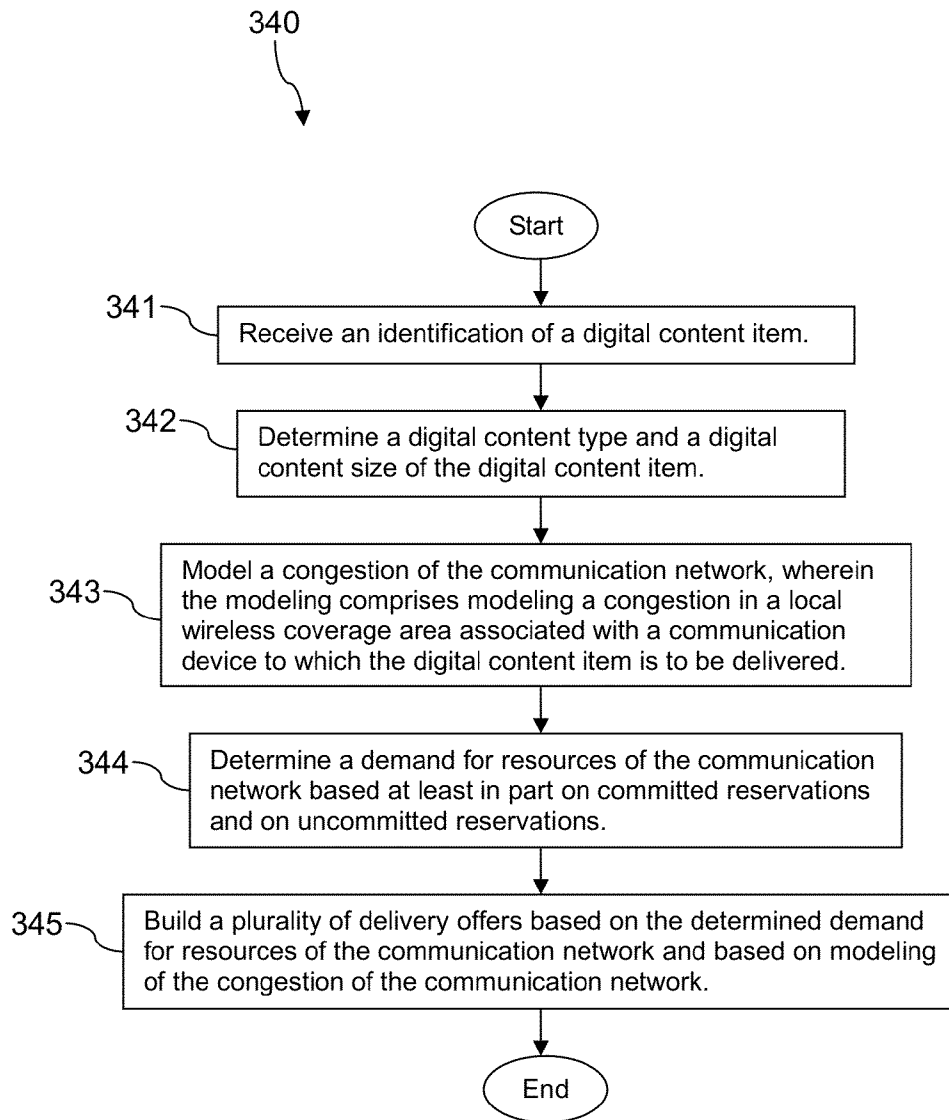 340
Start
341
Receive an identification of a digital content item.
342
Determine a digital content type and a digital
content size of the digital content item.
343
Model a congestion of the communication network, wherein
the modeling comprises modeling a congestion in a local
wireless coverage area associated with a communication
device to which the digital content item is to be delivered.
344
Determine a demand for resources of the communication
network based at least in part on committed reservations
and on uncommitted reservations.
345
Build a plurality of delivery offers based on the determined demand
for resources of the communication network and based on modeling
of the congestion of the communication network.
End